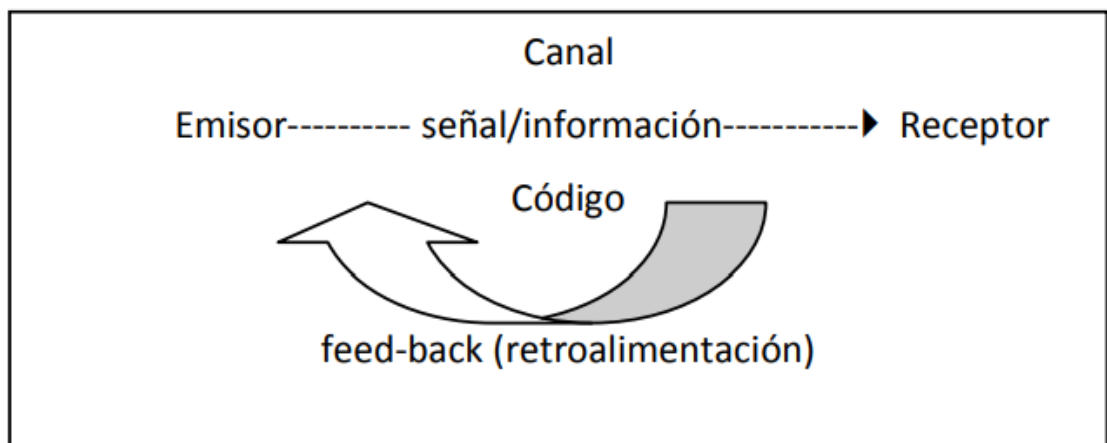 Canal
Emisor---------- señal/información-----------▶ Receptor
Código
feed-back (retroalimentación)